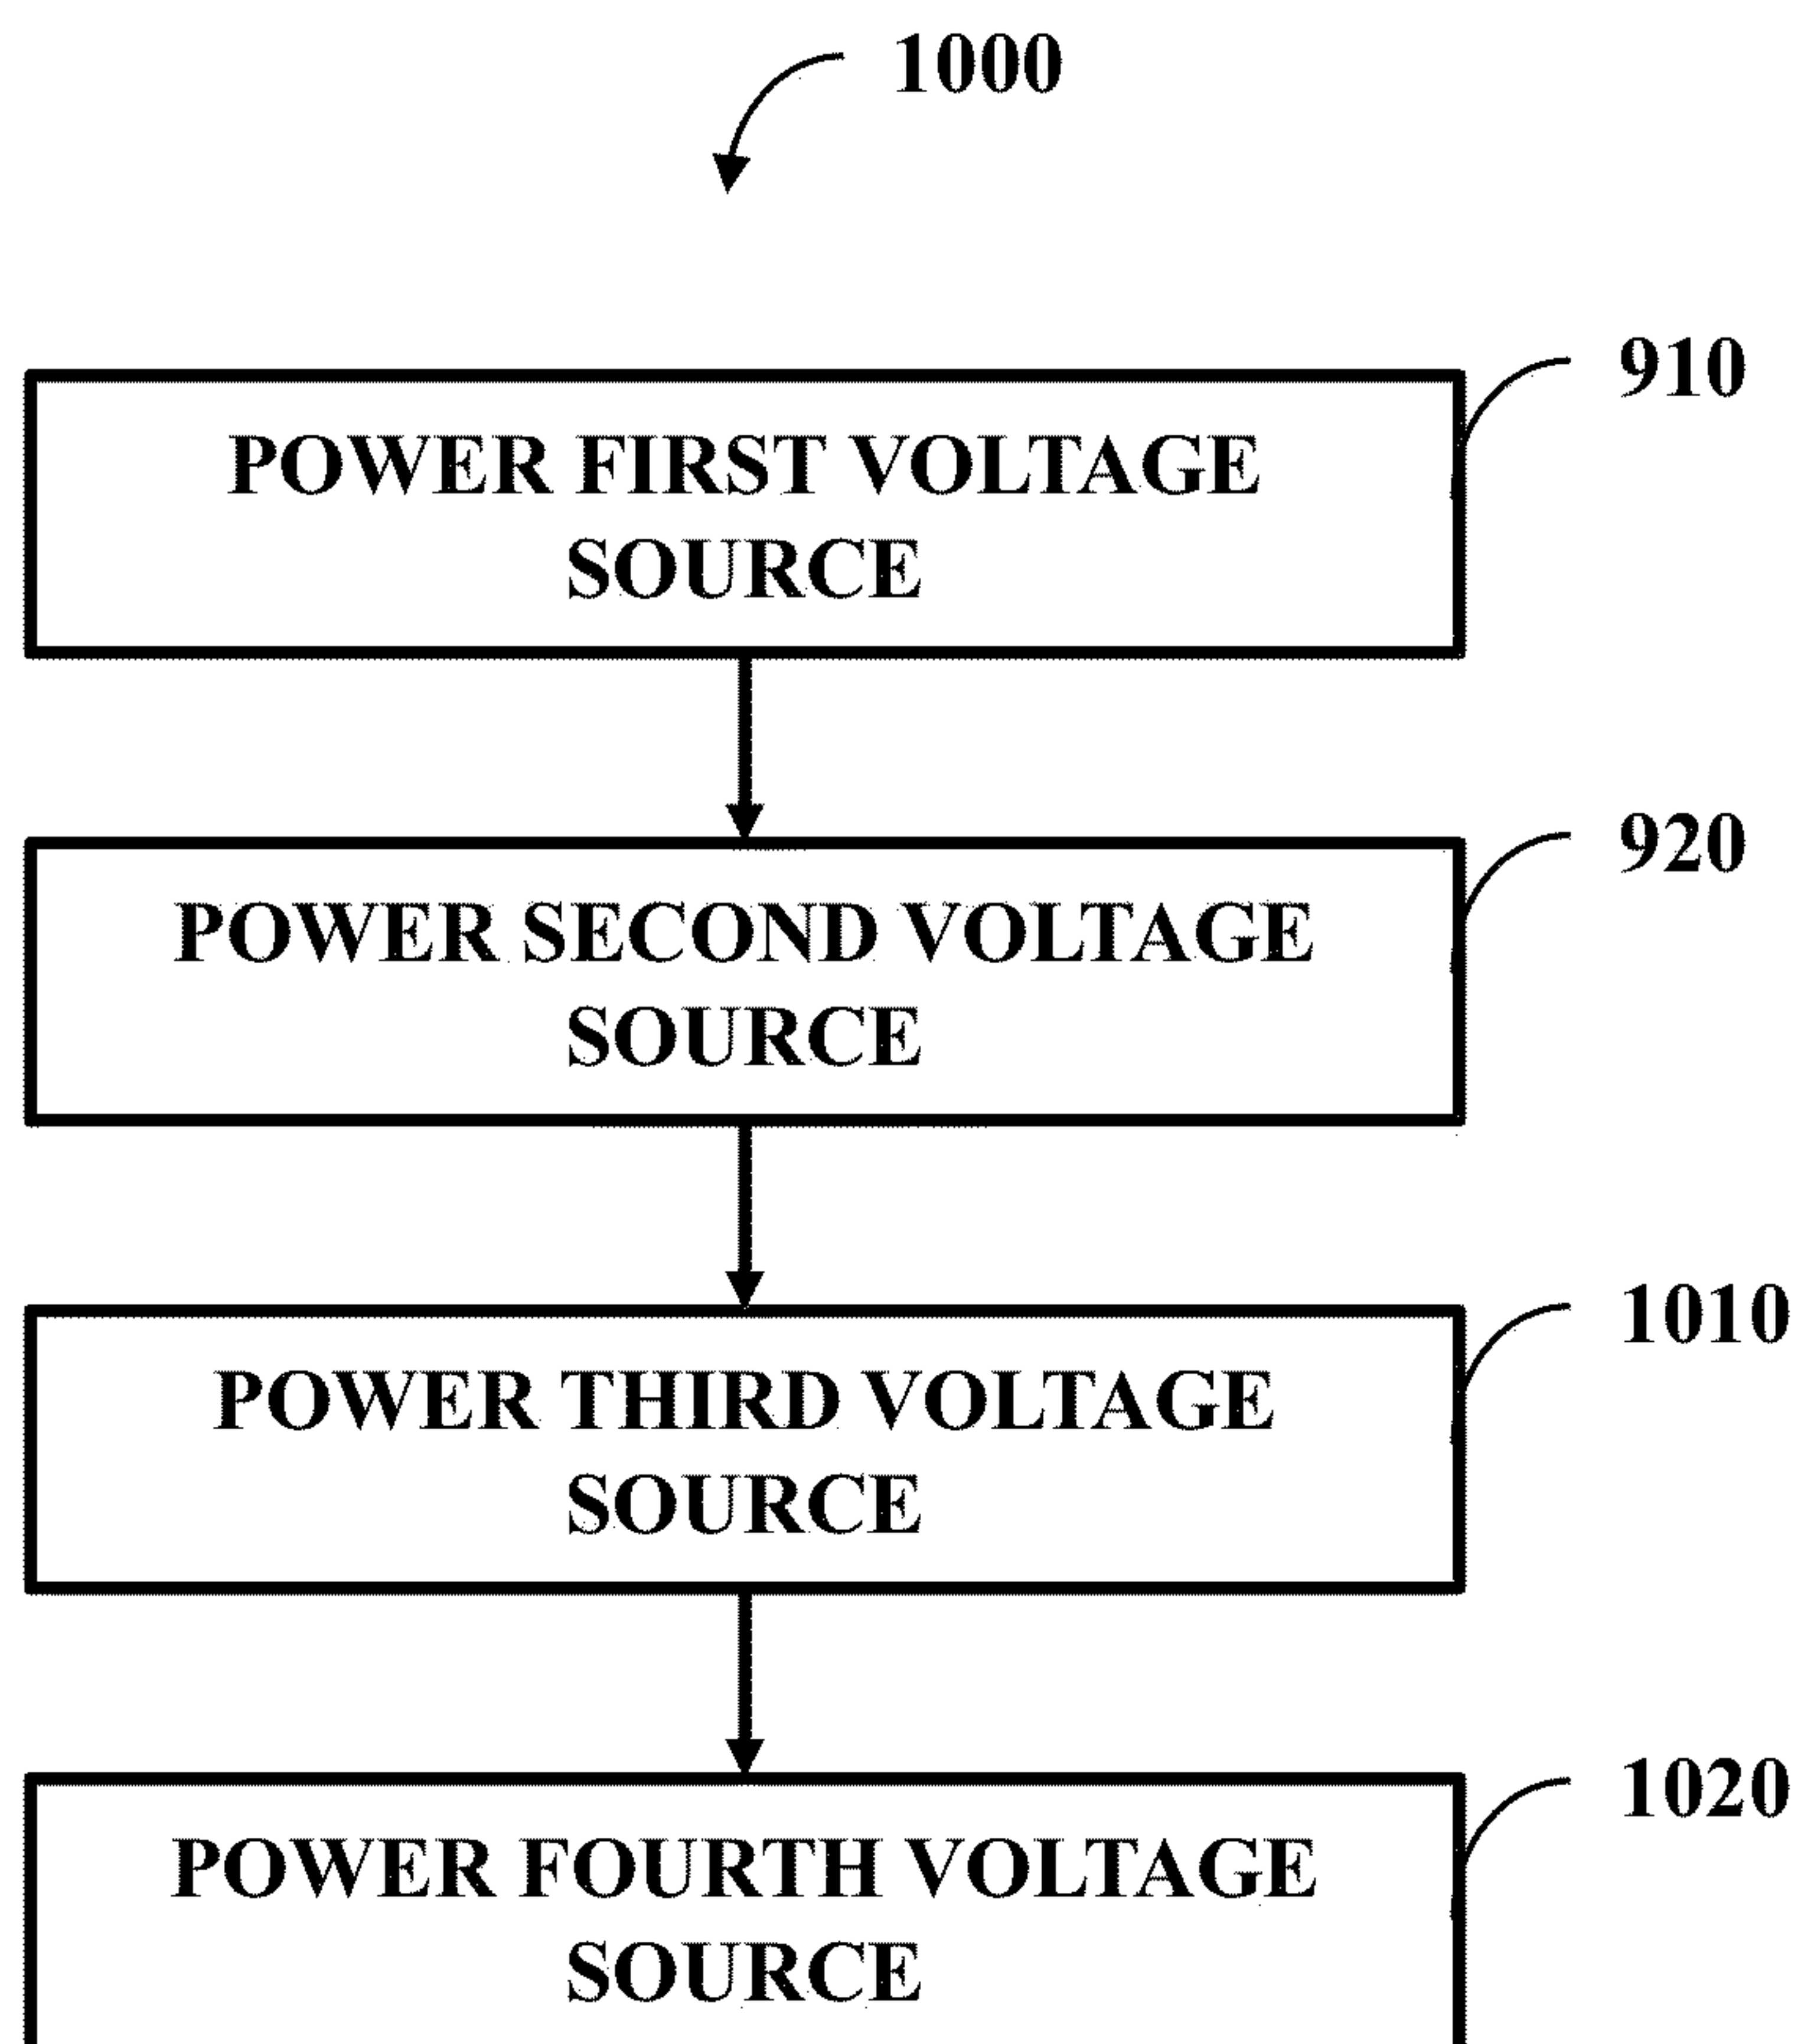 1000
910
POWER FIRST VOLTAGE
SOURCE
920
POWER SECOND VOLTAGE
SOURCE
1010
POWER THIRD VOLTAGE
SOURCE
1020
POWER FOURTH VOLTAGE
SOURCE